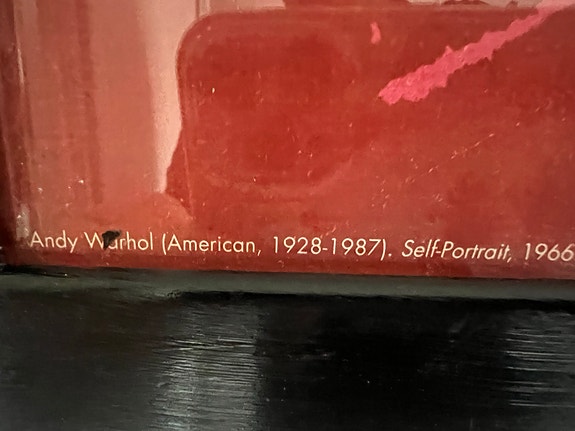 Andy Warhol (American, 1928-1987). Self-Portrait, 1966